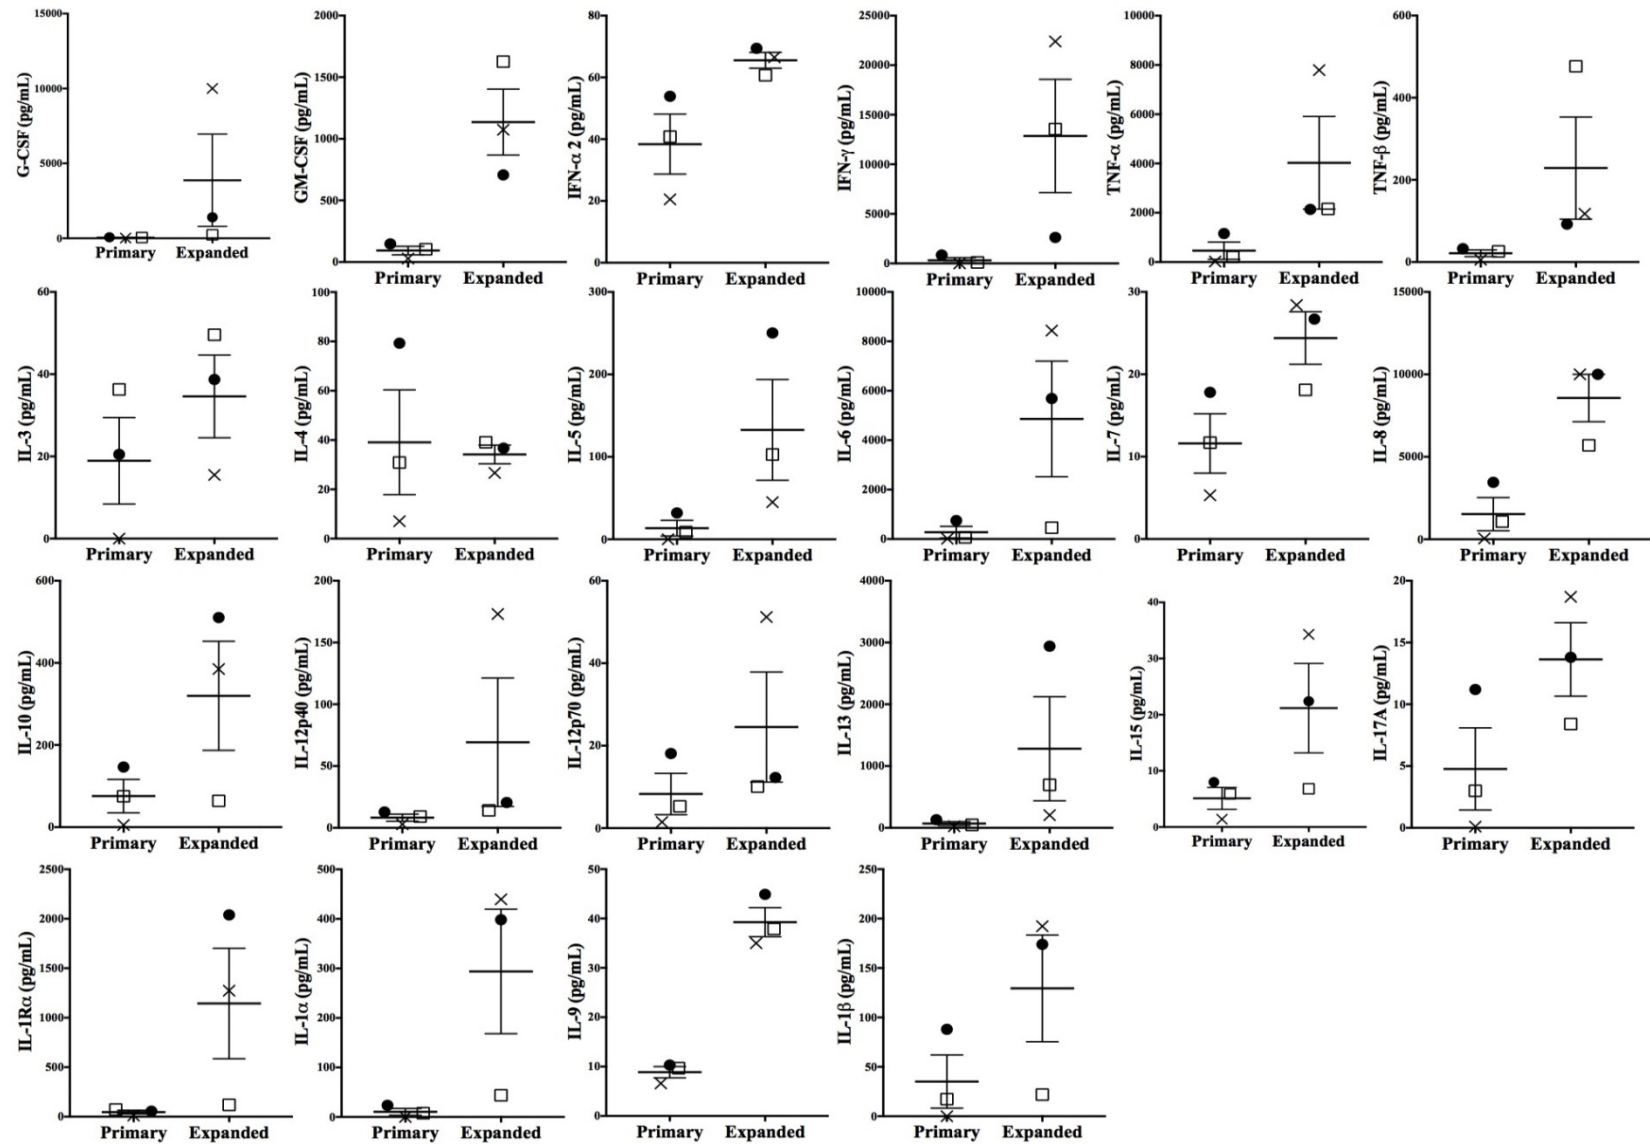 G-CSF (pg/mL)
15000
10000
5000
0
Primary Expanded
GM-CSF (pg/mL)
2000
1500
1000
500
0
Primary Expanded
IFN-α 2 (pg/mL)
80
60
40
20
0
Primary Expanded
IFN-γ (pg/mL)
25000
20000
15000
10000
5000
0
Primary Expanded
TNF-α (pg/mL)
10000
8000
6000
4000
2000
0
Primary Expanded
TNF-β (pg/mL)
600
400
200
0
Primary Expanded
IL-3 (pg/mL)
60
40
20
0
Primary Expanded
IL-4 (pg/mL)
100
80
60
40
20
0
Primary Expanded
IL-5 (pg/mL)
300
200
100
0
Primary Expanded
IL-6 (pg/mL)
10000
8000
6000
4000
2000
0
Primary Expanded
IL-7 (pg/mL)
30
20
10
0
Primary Expanded
IL-8 (pg/mL)
15000
10000
5000
0
Primary Expanded
IL-10 (pg/mL)
600
400
200
0
Primary Expanded
IL-12p40 (pg/mL)
200
150
100
50
0
Primary Expanded
IL-12p70 (pg/mL)
60
40
20
0
Primary Expanded
IL-13 (pg/mL)
4000
3000
2000
1000
0
Primary Expanded
IL-15 (pg/mL)
40
30
20
10
0
Primary Expanded
IL-17A (pg/mL)
20
15
10
5
0
Primary Expanded
IL-1Rα (pg/mL)
2500
2000
1500
1000
500
0
Primary Expanded
IL-1α (pg/mL)
500
400
300
200
100
0
Primary Expanded
IL-9 (pg/mL)
50
40
30
20
10
0
Primary Expanded
IL-1β (pg/mL)
250
200
150
100
50
0
Primary Expanded